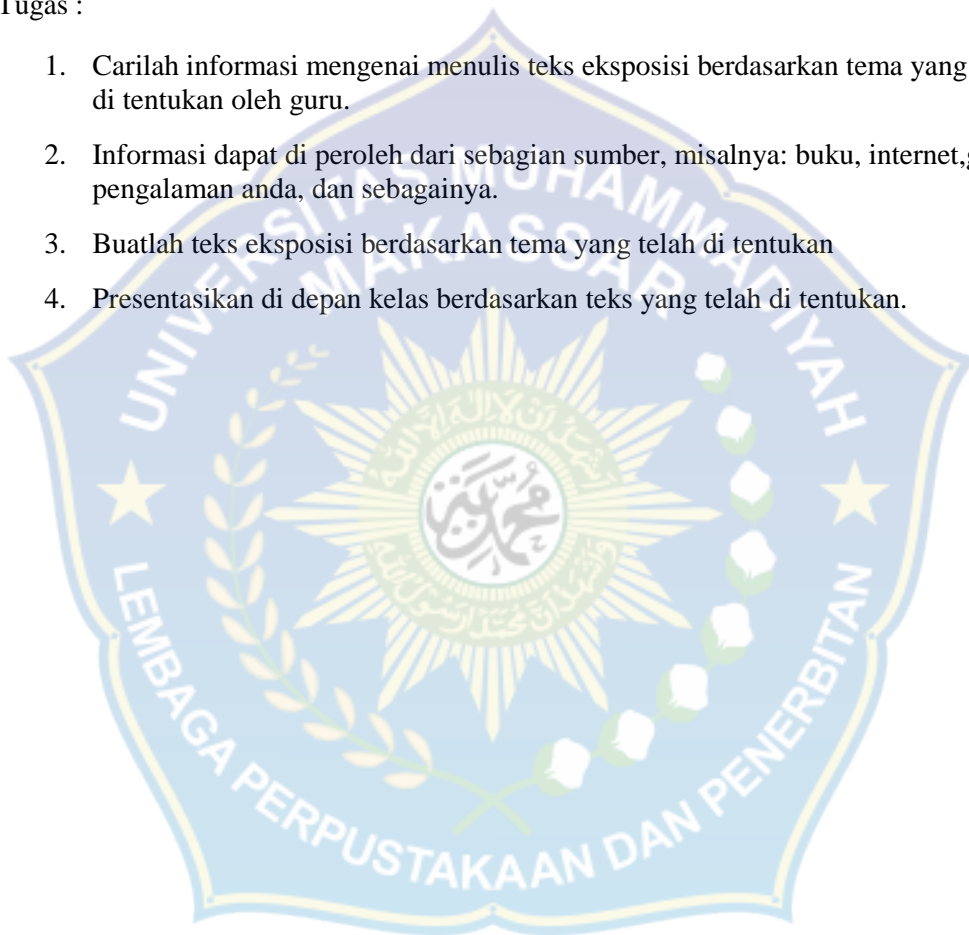 Tugas :
1. Carilah informasi mengenai menulis teks eksposisi berdasarkan tema yang
di tentukan oleh guru.
2. Informasi dapat di peroleh dari sebagian sumber, misalnya: buku, internet,
pengalaman anda, dan sebagainya.
3. Buatlah teks eksposisi berdasarkan tema yang telah di tentukan
4. Presentasikan di depan kelas berdasarkan teks yang telah di tentukan.
UNIVERSITAS MUHAMMADIYAH
MAKASSAR
LEMBAGA PERPUSTAKAAN DAN PENERBITAN